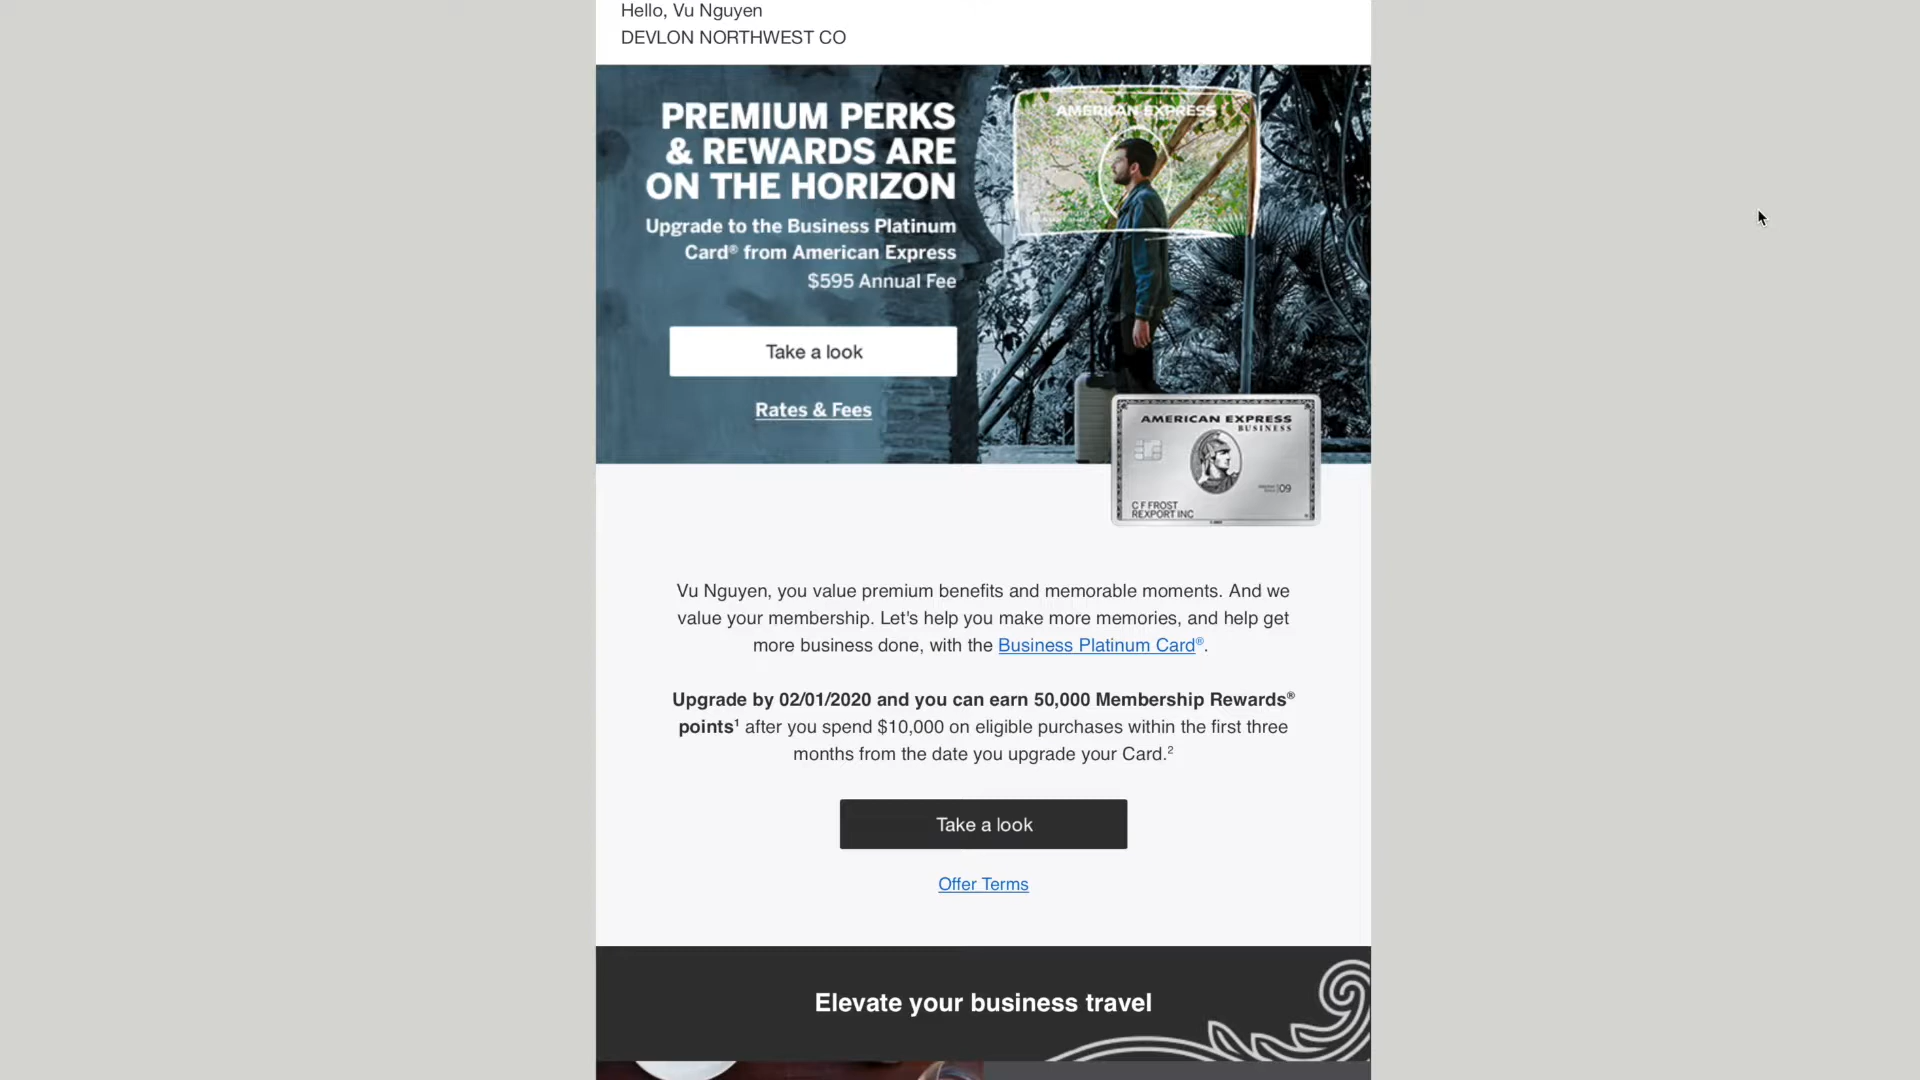 Hello, Vu Nguyen
DEVLON NORTHWEST CO
PREMIUM PERKS
& REWARDS ARE
ON THE HORIZON
Upgrade to the Business Platinum
Card® from American Express
$595 Annual Fee
Take a look
Rates & Fees
AMERICAN EXPRESS
AMERICAN EXPRESS
BUSINESS
09
C F FROST
REXPORT INC
Vu Nguyen, you value premium benefits and memorable moments. And we
value your membership. Let's help you make more memories, and help get
more business done, with the Business Platinum Card®.
Upgrade by 02/01/2020 and you can earn 50,000 Membership Rewards®
points¹ after you spend $10,000 on eligible purchases within the first three
months from the date you upgrade your Card.²
Take a look
Offer Terms
Elevate your business travel